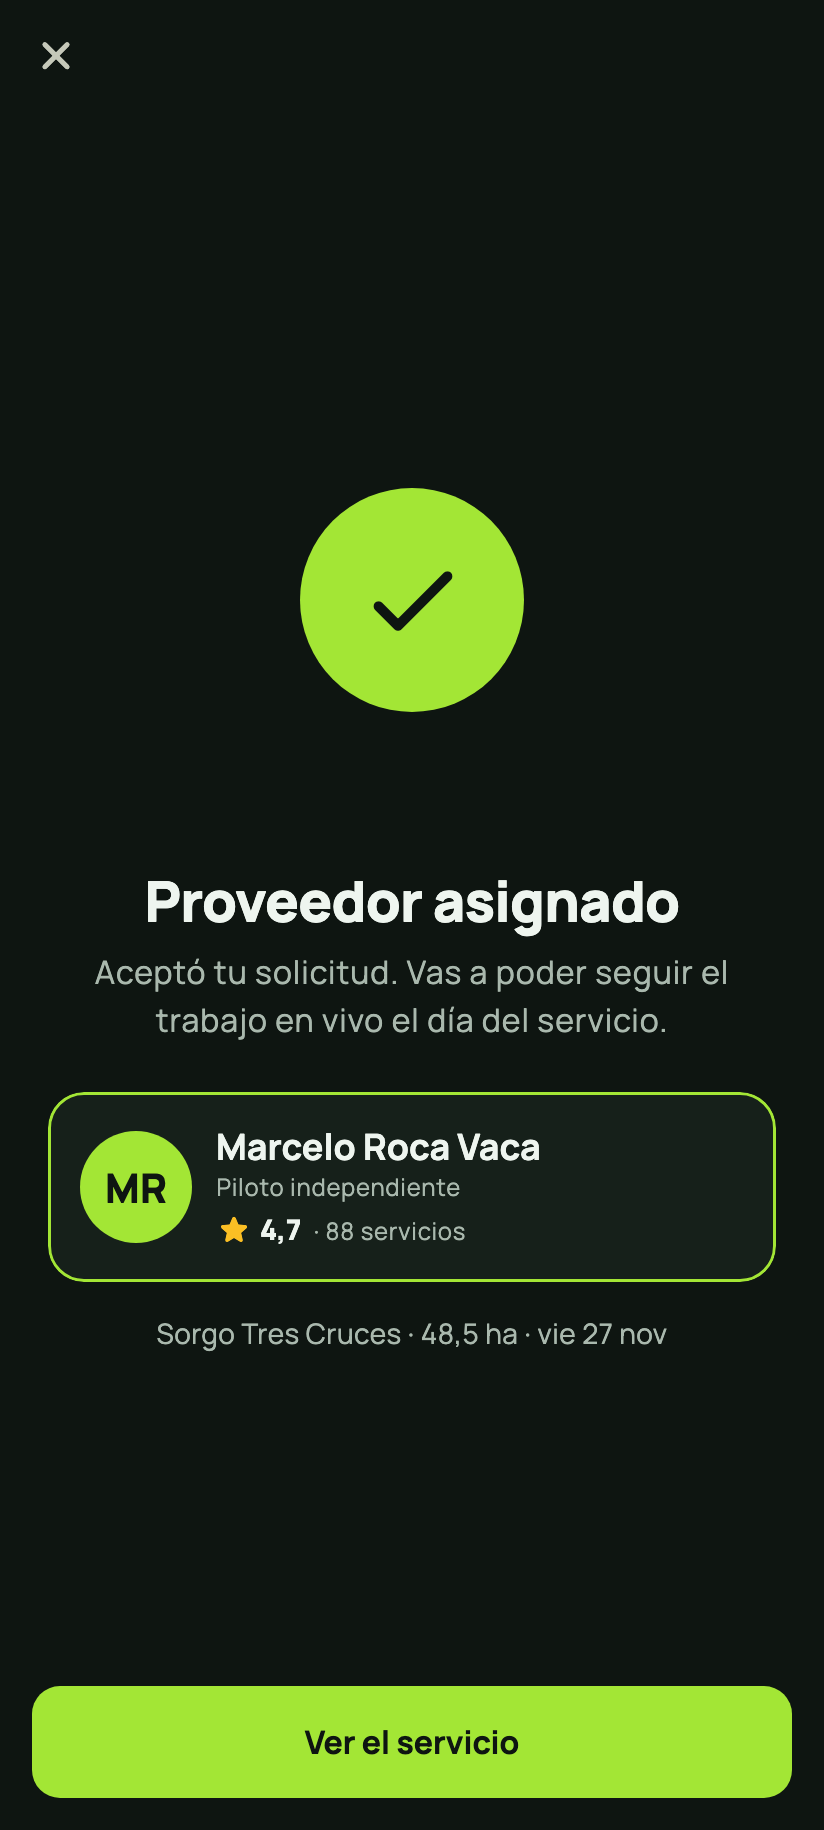 Proveedor asignado
Aceptó tu solicitud. Vas a poder seguir el
trabajo en vivo el día del servicio.
MR
Marcelo Roca Vaca
Piloto independiente
4,7 · 88 servicios
Sorgo Tres Cruces · 48,5 ha · vie 27 nov
Ver el servicio